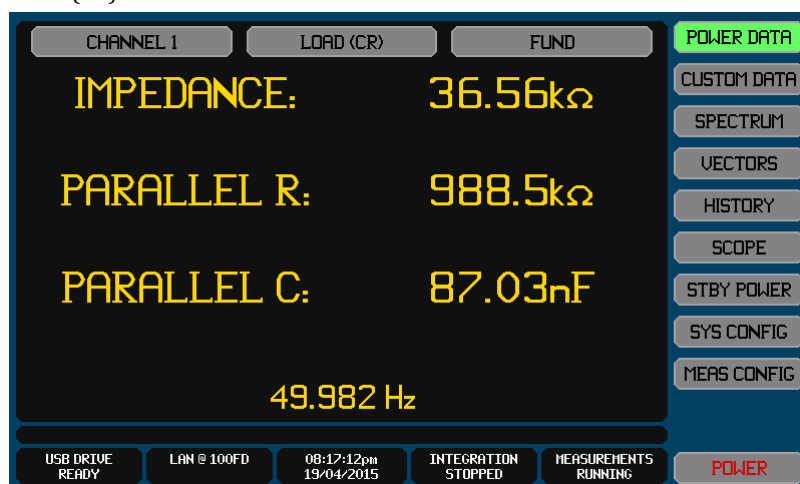 CHANNEL 1
LOAD (CR)
FUND
IMPEDANCE: 36.56kΩ
PARALLEL R: 988.5kΩ
PARALLEL C: 87.03nF
49.982 Hz
POWER DATA
CUSTOM DATA
SPECTRUM
VECTORS
HISTORY
SCOPE
STBY POWER
SYS CONFIG
MEAS CONFIG
USB DRIVE
READY
LAN @ 100FD
08:17:12pm
19/04/2015
INTEGRATION
STOPPED
MEASUREMENTS
RUNNING
POWER